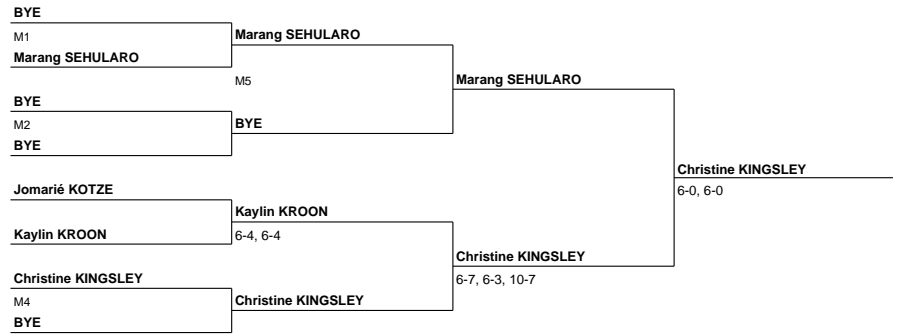 BYE
M1
Marang SEHULARO
Marang SEHULARO
M5
Marang SEHULARO
BYE
M2
BYE
BYE
Christine KINGSLEY
6-0, 6-0
Jomarié KOTZE
Kaylin KROON
Kaylin KROON
6-4, 6-4
Christine KINGSLEY
6-7, 6-3, 10-7
Christine KINGSLEY
M4
Christine KINGSLEY
BYE